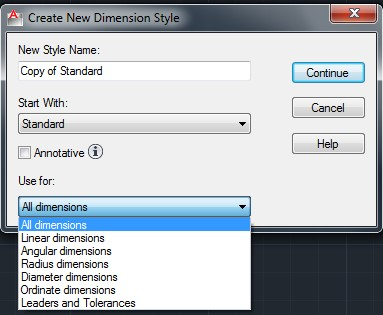 Create New Dimension Style
New Style Name:
Copy of Standard
Continue
Start With:
Standard
Cancel
Annotative
Help
Use for:
All dimensions
All dimensions
Linear dimensions
Angular dimensions
Radius dimensions
Diameter dimensions
Ordinate dimensions
Leaders and Tolerances